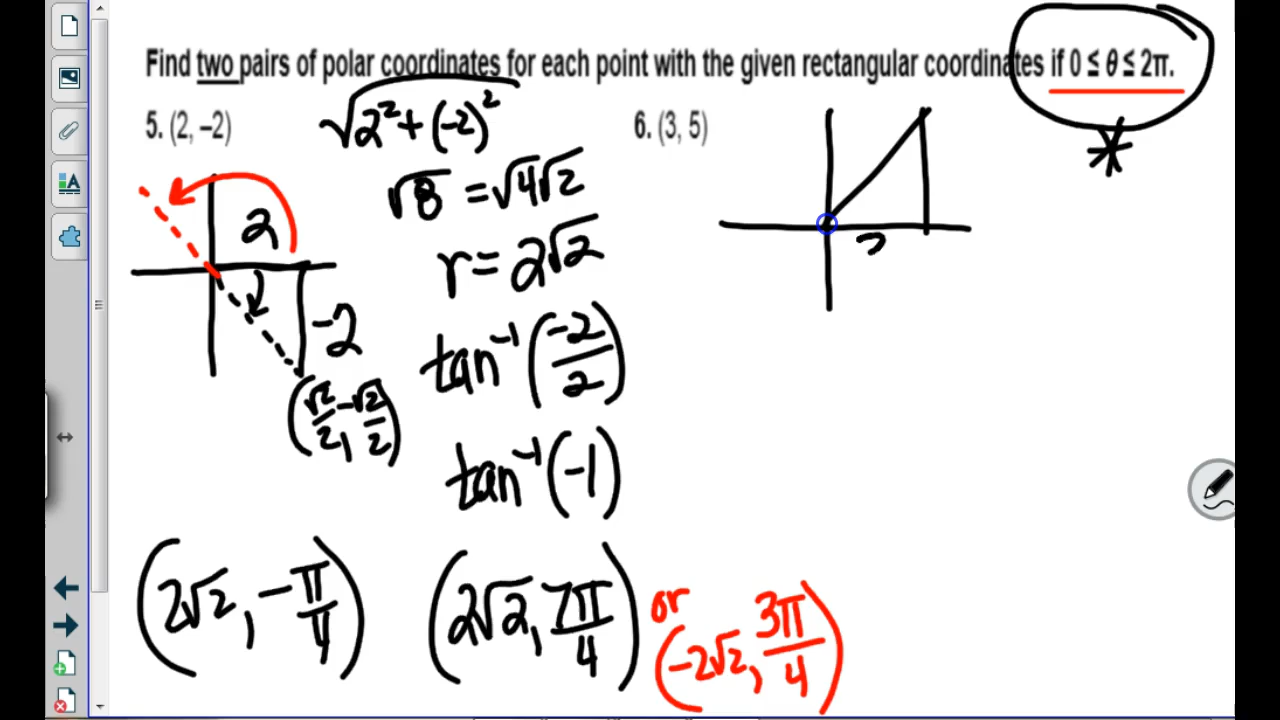 Find two pairs of polar coordinates for each point with the given rectangular coordinates if 0 ≤ θ ≤ 2π.
*
5. (2, –2)
√2² + (-2)²
√8 = √4√2
r = 2√2
tan⁻¹(-2/2)
tan⁻¹(-1)
2
-2
(√2/2, -√2/2)
(2√2, -π/4)
(2√2, 7π/4)
or
(-2√2, 3π/4)
6. (3, 5)